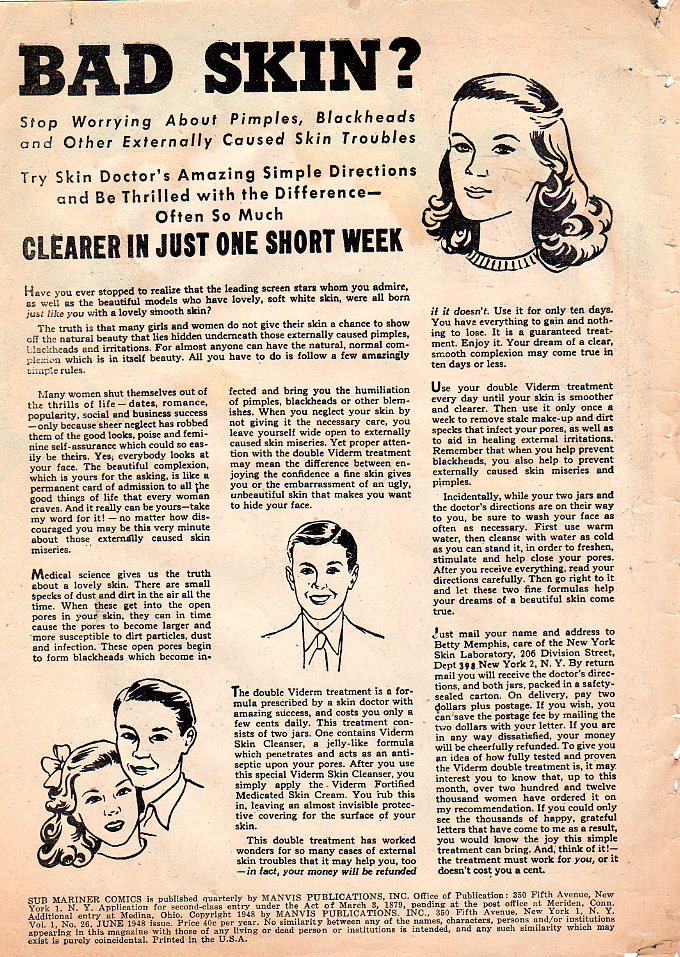 BAD SKIN?
Stop Worrying About Pimples, Blackheads
and Other Externally Caused Skin Troubles
Try Skin Doctor's Amazing Simple Directions
and Be Thrilled with the Difference—
Often So Much
CLEARER IN JUST ONE SHORT WEEK
Have you ever stopped to realize that the leading screen stars whom you admire,
as well as the beautiful models who have lovely, soft white skin, were all born
just like you with a lovely smooth skin?
The truth is that many girls and women do not give their skin a chance to show
off the natural beauty that lies hidden underneath those externally caused pimples,
blackheads and irritations. For almost anyone can have the natural, normal com-
plexion which is in itself beauty. All you have to do is follow a few amazingly
simple rules.
Many women shut themselves out of
the thrills of life—dates, romance,
popularity, social and business success
—only because sheer neglect has robbed
them of the good looks, poise and femi-
nine self-assurance which could so eas-
ily be theirs. Yes, everybody looks at
your face. The beautiful complexion,
which is yours for the asking, is like a
permanent card of admission to all the
good things of life that every woman
craves. And it really can be yours—take
my word for it!—no matter how dis-
couraged you may be this very minute
about those externally caused skin
miseries.
Medical science gives us the truth
about a lovely skin. There are small
specks of dust and dirt in the air all the
time. When these get into the open
pores in your skin, they can in time
cause the pores to become larger and
more susceptible to dirt particles, dust
and infection. These open pores begin
to form blackheads which become in-
fected and bring you the humiliation
of pimples, blackheads or other blem-
ishes. When you neglect your skin by
not giving it the necessary care, you
leave yourself wide open to externally
caused skin miseries. Yet proper atten-
tion with the double Viderm treatment
may mean the difference between en-
joying the confidence a fine skin gives
you or the embarrassment of an ugly,
unbeautiful skin that makes you want
to hide your face.
The double Viderm treatment is a for-
mula prescribed by a skin doctor with
amazing success, and costs you only a
few cents daily. This treatment con-
sists of two jars. One contains Viderm
Skin Cleanser, a jelly-like formula
which penetrates and acts as an anti-
septic upon your pores. After you use
this special Viderm Skin Cleanser, you
simply apply the Viderm Fortified
Medicated Skin Cream. You rub this
in, leaving an almost invisible protec-
tive covering for the surface of your
skin.
This double treatment has worked
wonders for so many cases of external
skin troubles that it may help you, too
—in fact, your money will be refunded
if it doesn't. Use it for only ten days.
You have everything to gain and noth-
ing to lose. It is a guaranteed treat-
ment. Enjoy it. Your dream of a clear,
smooth complexion may come true in
ten days or less.
Use your double Viderm treatment
every day until your skin is smoother
and clearer. Then use it only once a
week to remove stale make-up and dirt
specks that infect your pores, as well as
to aid in healing external irritations.
Remember that when you help prevent
blackheads, you also help to prevent
externally caused skin miseries and
pimples.
Incidentally, while your two jars and
the doctor's directions are on their way
to you, be sure to wash your face as
often as necessary. First use warm
water, then cleanse with water as cold
as you can stand it, in order to freshen,
stimulate and help close your pores.
After you receive everything, read your
directions carefully. Then go right to it
and let these two fine formulas help
your dreams of a beautiful skin come
true.
Just mail your name and address to
Betty Memphis, care of the New York
Skin Laboratory, 206 Division Street,
Dept 398 New York 2, N. Y. By return
mail you will receive the doctor's direc-
tions, and both jars, packed in a safety-
sealed carton. On delivery, pay two
dollars plus postage. If you wish, you
can save the postage fee by mailing the
two dollars with your letter. If you are
in any way dissatisfied, your money
will be cheerfully refunded. To give you
an idea of how fully tested and proven
the Viderm double treatment is, it may
interest you to know that, up to this
month, over two hundred and twelve
thousand women have ordered it on
my recommendation. If you could only
see the thousands of happy, grateful
letters that have come to me as a result,
you would know the joy this simple
treatment can bring. And, think of it!—
the treatment must work for you, or it
doesn't cost you a cent.
SUB MARINER COMICS is published quarterly by MANVIS PUBLICATIONS, INC. Office of Publication: 350 Fifth Avenue, New
York 1, N. Y. Application for second-class entry under the Act of March 3, 1879, pending at the post office at Meriden, Conn.
Additional entry at Medina, Ohio. Copyright 1948 by MANVIS PUBLICATIONS. INC., 350 Fifth Avenue. New York 1, N. Y.
Vol. 1, No. 26, JUNE 1948 issue. Price 40c per year. No similarity between any of the names, characters, persons and/or institutions
appearing in this magazine with those of any living or dead person or institutions is intended, and any such similarity which may
exist is purely coincidental. Printed in the U.S.A.